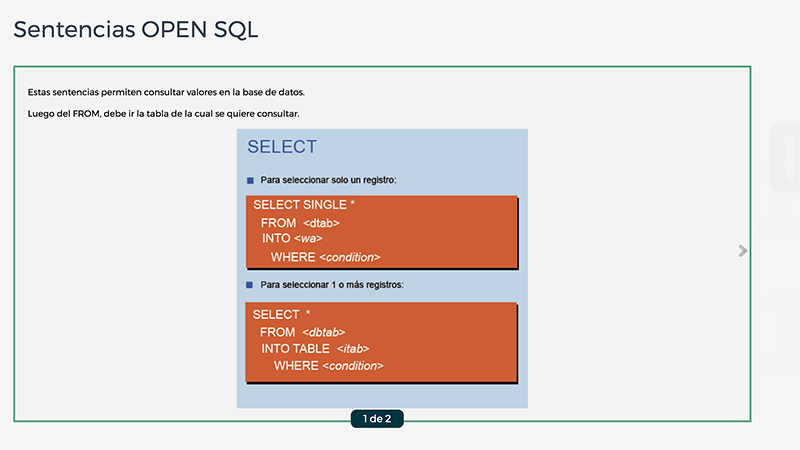 Sentencias OPEN SQL
Estas sentencias permiten consultar valores en la base de datos.
Luego del FROM, debe ir la tabla de la cual se quiere consultar.
SELECT
Para seleccionar solo un registro:
SELECT SINGLE *
FROM <dtab>
INTO <wa>
WHERE <condition>
Para seleccionar 1 o más registros:
SELECT *
FROM <dbtab>
INTO TABLE <itab>
WHERE <condition>
1 de 2